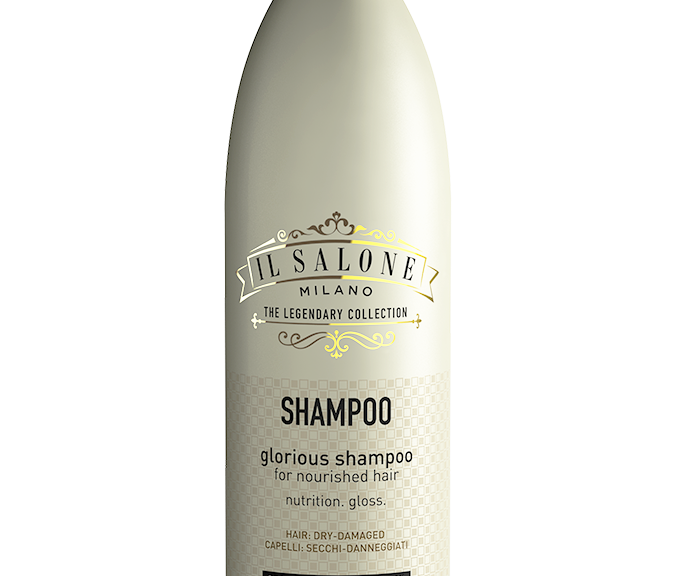 IL SALONE
MILANO
THE LEGENDARY COLLECTION
SHAMPOO
glorious shampoo
for nourished hair
nutrition. gloss.
HAIR: DRY-DAMAGED
CAPELLI: SECCHI-DANNEGGIATI